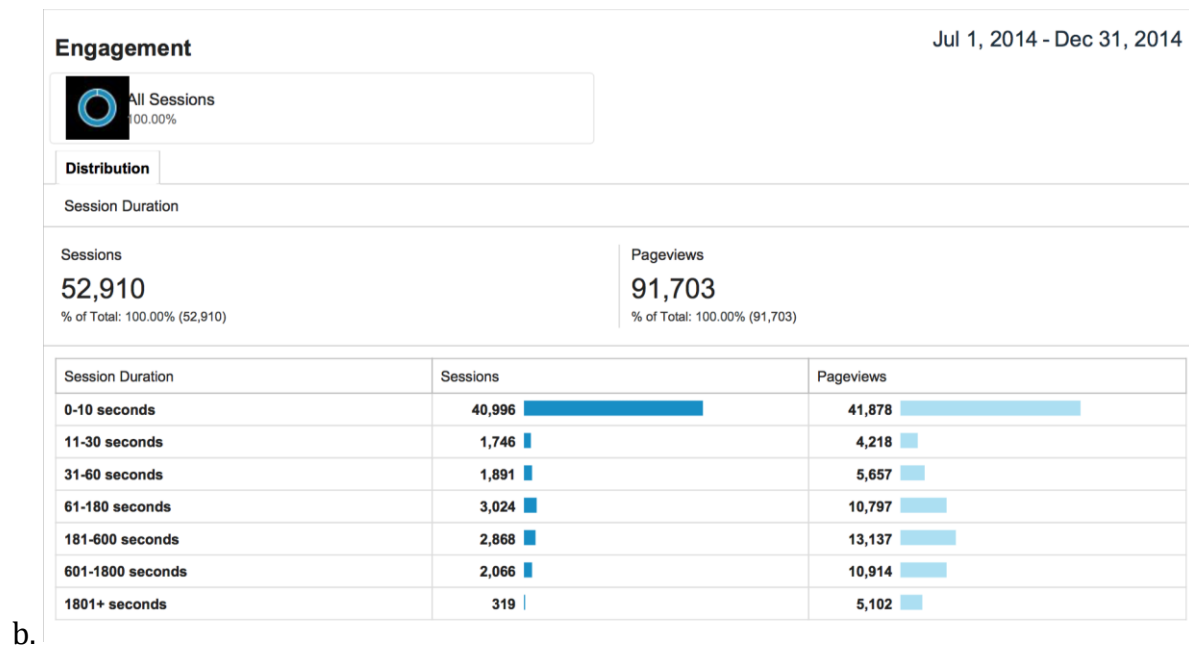 Engagement
Jul 1, 2014 - Dec 31, 2014
All Sessions
100.00%
Distribution
Session Duration
Sessions Pageviews
52,910 91,703
% of Total: 100.00% (52,910) % of Total: 100.00% (91,703)
Session Duration Sessions Pageviews
0-10 seconds 40,996 41,878
11-30 seconds 1,746 4,218
31-60 seconds 1,891 5,657
61-180 seconds 3,024 10,797
181-600 seconds 2,868 13,137
601-1800 seconds 2,066 10,914
1801+ seconds 319 5,102
b.